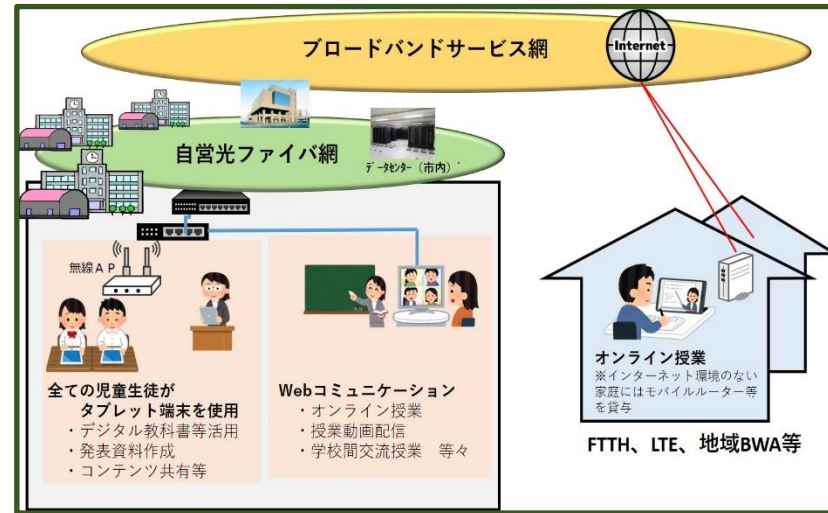 ブロードバンドサービス網
Internet
自営光ファイバ網
データセンター（市内）
無線ＡＰ
全ての児童生徒が
タブレット端末を使用
・デジタル教科書等活用
・発表資料作成
・コンテンツ共有等
Webコミュニケーション
・オンライン授業
・授業動画配信
・学校間交流授業　等々
オンライン授業
※インターネット環境のない
家庭にはモバイルルーター等
を貸与
FTTH、LTE、地域BWA等